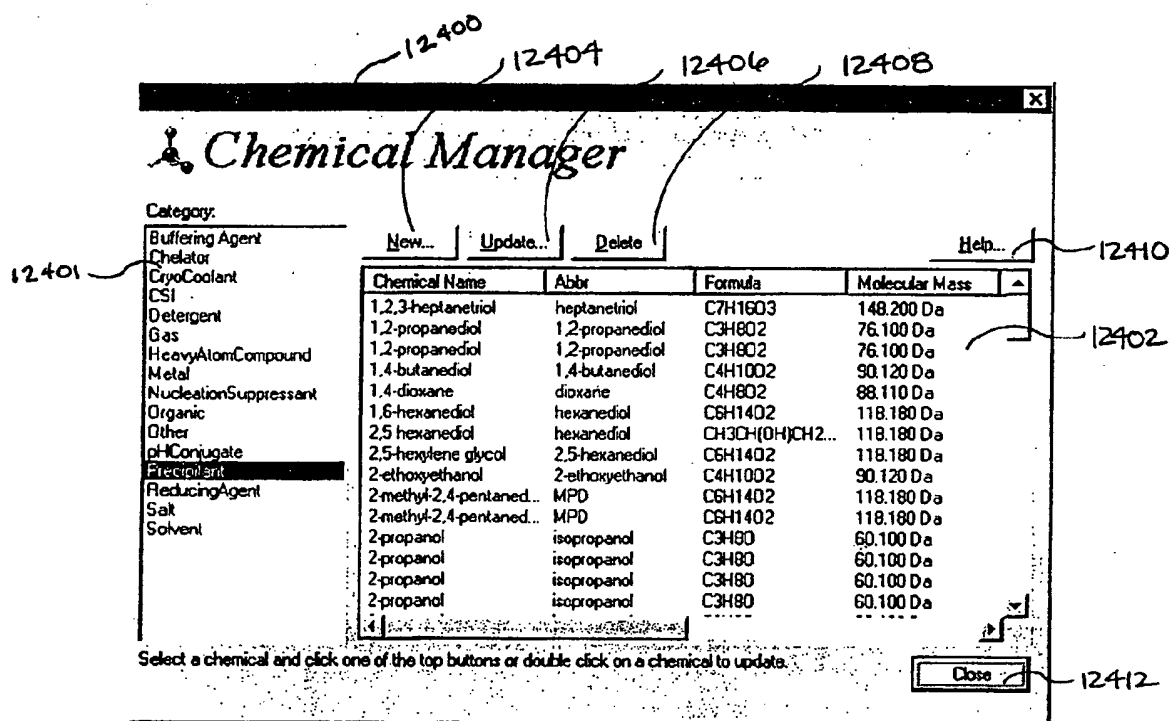 12400
12404
12406
12408
Chemical Manager
Category:
New... Update... Delete Help... 12410
12401
Buffering Agent
Chelator
CryoCoolant
CSI
Detergent
Gas
HeavyAtomCompound
Metal
NucleationSuppressant
Organic
Other
pHConjugate
Precipitant
ReducingAgent
Salt
Solvent
Chemical Name Abbr Formula Molecular Mass
1,2,3-heptanetriol heptanetriol C7H16O3 148.200 Da
1,2-propanediol 1,2-propanediol C3H8O2 76.100 Da
1,2-propanediol 1,2-propanediol C3H8O2 76.100 Da
1,4-butanediol 1,4-butanediol C4H10O2 90.120 Da
1,4-dioxane dioxane C4H8O2 88.110 Da
1,6-hexanediol hexanediol C6H14O2 118.180 Da
2,5 hexanediol hexanediol CH3CH(OH)CH2... 118.180 Da
2,5-hexylene glycol 2,5-hexanediol C6H14O2 118.180 Da
2-ethoxyethanol 2-ethoxyethanol C4H10O2 90.120 Da
2-methyl-2,4-pentaned... MPD C6H14O2 118.180 Da
2-methyl-2,4-pentaned... MPD C6H14O2 118.180 Da
2-propanol isopropanol C3H8O 60.100 Da
2-propanol isopropanol C3H8O 60.100 Da
2-propanol isopropanol C3H8O 60.100 Da
2-propanol isopropanol C3H8O 60.100 Da
12402
Select a chemical and click one of the top buttons or double click on a chemical to update.
Close 12412